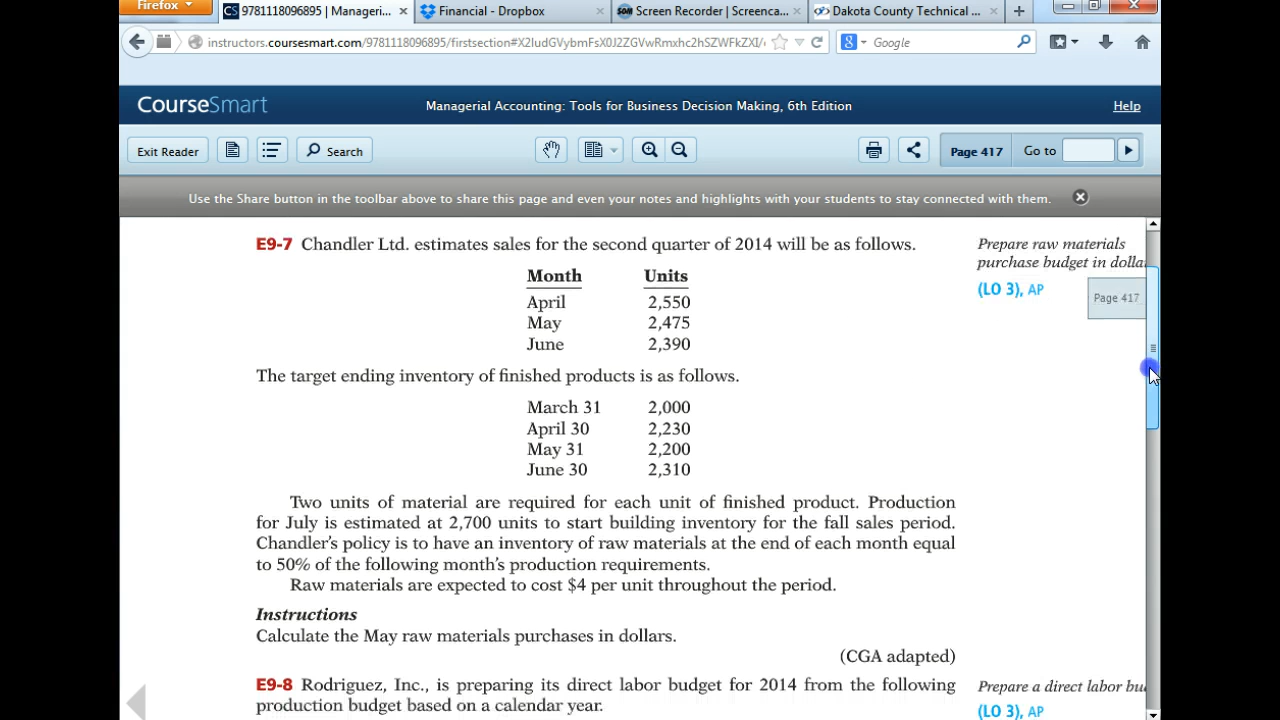 Firefox
CS 9781118096895 | Manageri... ×
Financial - Dropbox ×
SOM Screen Recorder | Screenca... ×
Dakota County Technical ... ×
instructors.coursesmart.com/9781118096895/firstsection#X2ludGVybmFsX0J2ZGVwRmxhc2hSZWFkZXI/
8 Google
CourseSmart
Managerial Accounting: Tools for Business Decision Making, 6th Edition
Help
Exit Reader
Search
Page 417
Go to
Use the Share button in the toolbar above to share this page and even your notes and highlights with your students to stay connected with them.
E9-7 Chandler Ltd. estimates sales for the second quarter of 2014 will be as follows.
Prepare raw materials
purchase budget in dolla
(LO 3), AP
Page 417
Month Units
April 2,550
May 2,475
June 2,390
The target ending inventory of finished products is as follows.
March 31 2,000
April 30 2,230
May 31 2,200
June 30 2,310
Two units of material are required for each unit of finished product. Production
for July is estimated at 2,700 units to start building inventory for the fall sales period.
Chandler's policy is to have an inventory of raw materials at the end of each month equal
to 50% of the following month's production requirements.
Raw materials are expected to cost $4 per unit throughout the period.
Instructions
Calculate the May raw materials purchases in dollars.
(CGA adapted)
E9-8 Rodriguez, Inc., is preparing its direct labor budget for 2014 from the following
production budget based on a calendar year.
Prepare a direct labor bu
(LO 3), AP